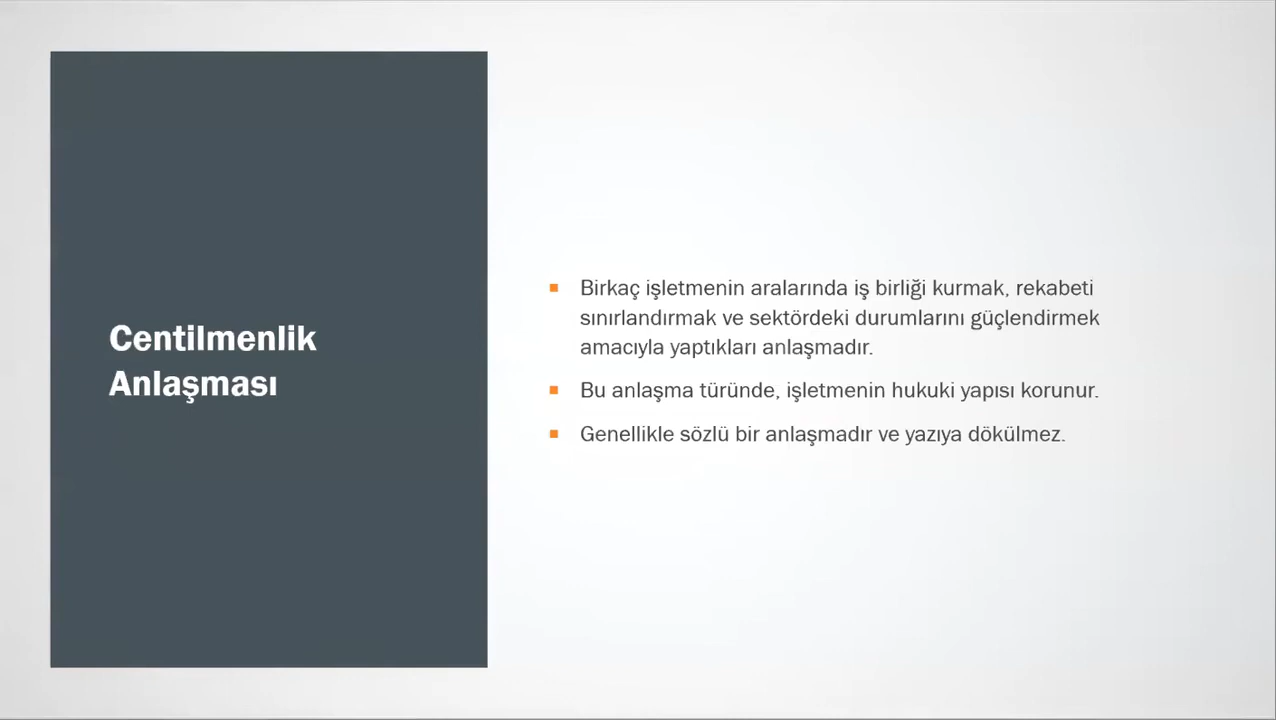 Centilmenlik
Anlaşması
▪ Birkaç işletmenin aralarında iş birliği kurmak, rekabeti
sınırlandırmak ve sektördeki durumlarını güçlendirmek
amacıyla yaptıkları anlaşmadır.
▪ Bu anlaşma türünde, işletmenin hukuki yapısı korunur.
▪ Genellikle sözlü bir anlaşmadır ve yazıya dökülmez.